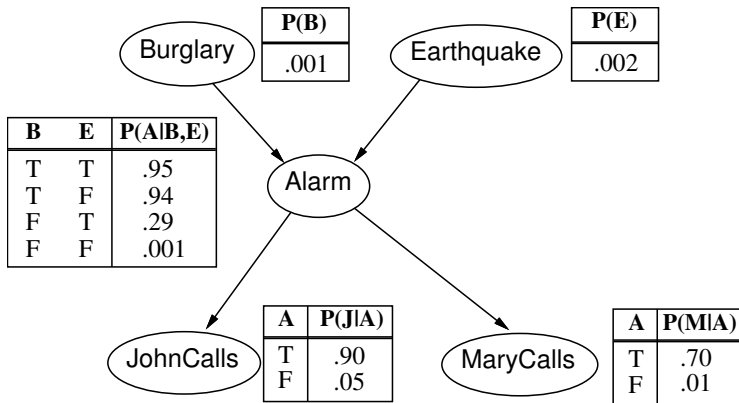 Burglary
P(B)
.001
Earthquake
P(E)
.002
B E P(A|B,E)
T T .95
T F .94
F T .29
F F .001
Alarm
JohnCalls
A P(J|A)
T .90
F .05
MaryCalls
A P(M|A)
T .70
F .01